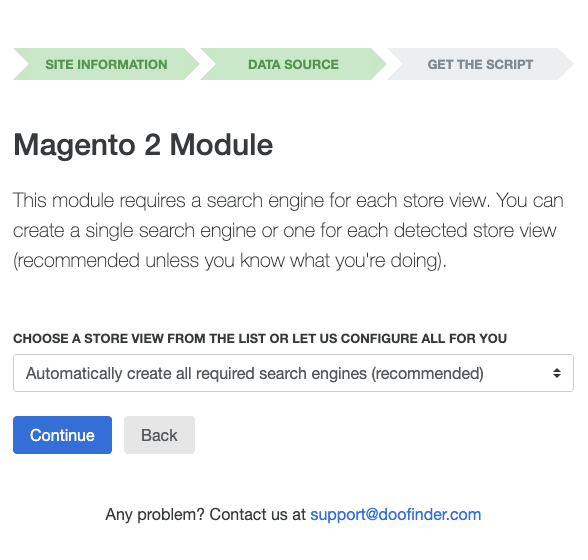 SITE INFORMATION
DATA SOURCE
GET THE SCRIPT
Magento 2 Module
This module requires a search engine for each store view. You can
create a single search engine or one for each detected store view
(recommended unless you know what you're doing).
CHOOSE A STORE VIEW FROM THE LIST OR LET US CONFIGURE ALL FOR YOU
Automatically create all required search engines (recommended)
Continue
Back
Any problem? Contact us at support@doofinder.com